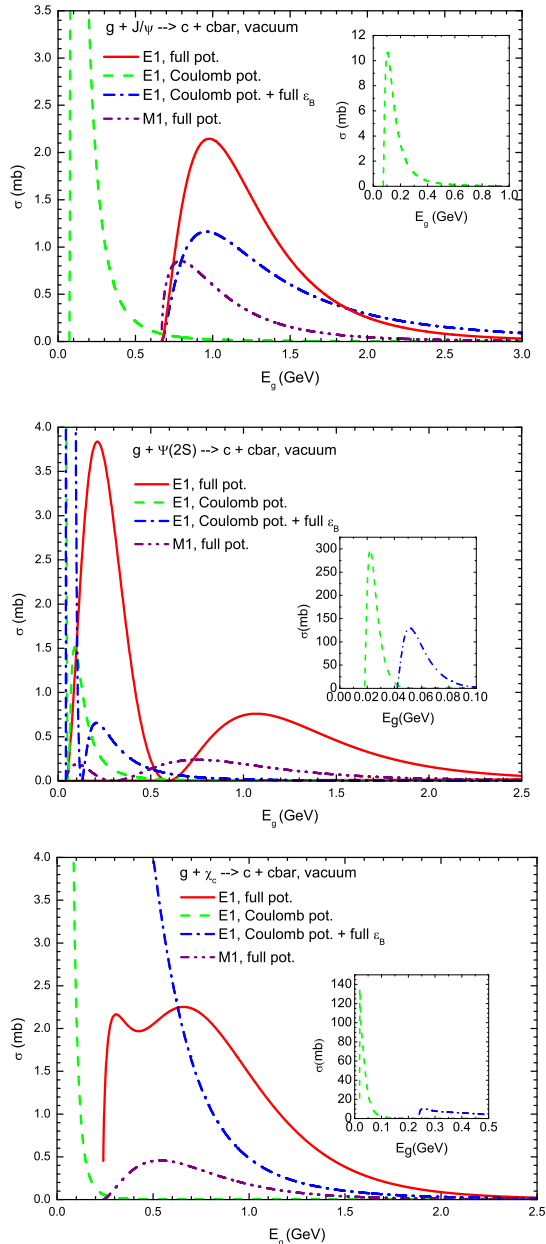 g + J/ψ --> c + cbar, vacuum
E1, full pot.
E1, Coulomb pot.
E1, Coulomb pot. + full ε_B
M1, full pot.
3.5
3.0
2.5
2.0
1.5
1.0
0.5
0.0
σ (mb)
0.0 0.5 1.0 1.5 2.0 2.5 3.0
E_g (GeV)
12
10
8
6
4
2
0
σ (mb)
0.0 0.2 0.4 0.6 0.8 1.0
E_g (GeV)
g + Ψ(2S) --> c + cbar, vacuum
E1, full pot.
E1, Coulomb pot.
E1, Coulomb pot. + full ε_B
M1, full pot.
4.0
3.5
3.0
2.5
2.0
1.5
1.0
0.5
0.0
σ (mb)
0.0 0.5 1.0 1.5 2.0 2.5
E_g (GeV)
300
250
200
150
100
50
0
σ(mb)
0.00 0.02 0.04 0.06 0.08 0.10
Eg(GeV)
g + χ_c --> c + cbar, vacuum
E1, full pot.
E1, Coulomb pot.
E1, Coulomb pot. + full ε_B
M1, full pot.
4.0
3.5
3.0
2.5
2.0
1.5
1.0
0.5
0.0
σ (mb)
0.0 0.5 1.0 1.5 2.0 2.5
E_g (GeV)
140
120
100
80
60
40
20
0
σ(mb)
0.0 0.1 0.2 0.3 0.4 0.5
Eg(GeV)